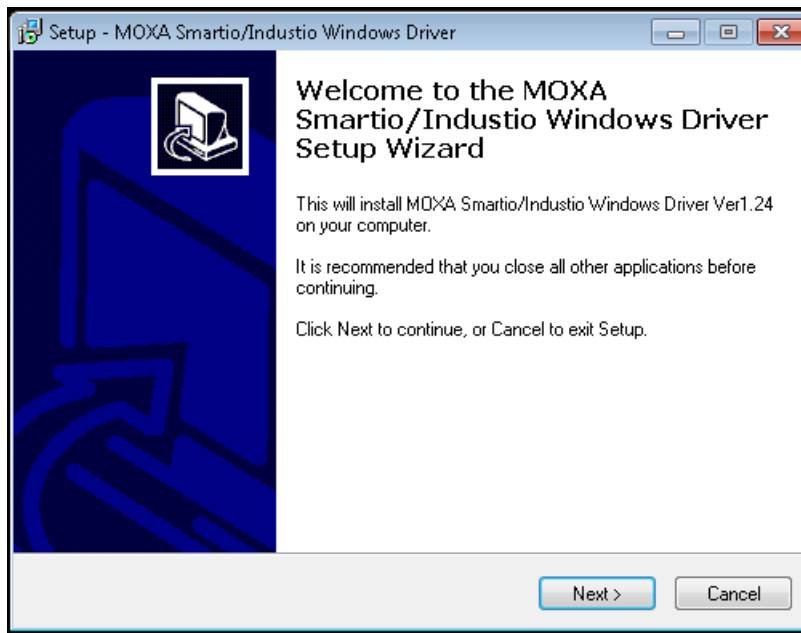 Setup - MOXA Smartio/Industio Windows Driver
Welcome to the MOXA
Smartio/Industio Windows Driver
Setup Wizard
This will install MOXA Smartio/Industio Windows Driver Ver1.24
on your computer.
It is recommended that you close all other applications before
continuing.
Click Next to continue, or Cancel to exit Setup.
Next >
Cancel